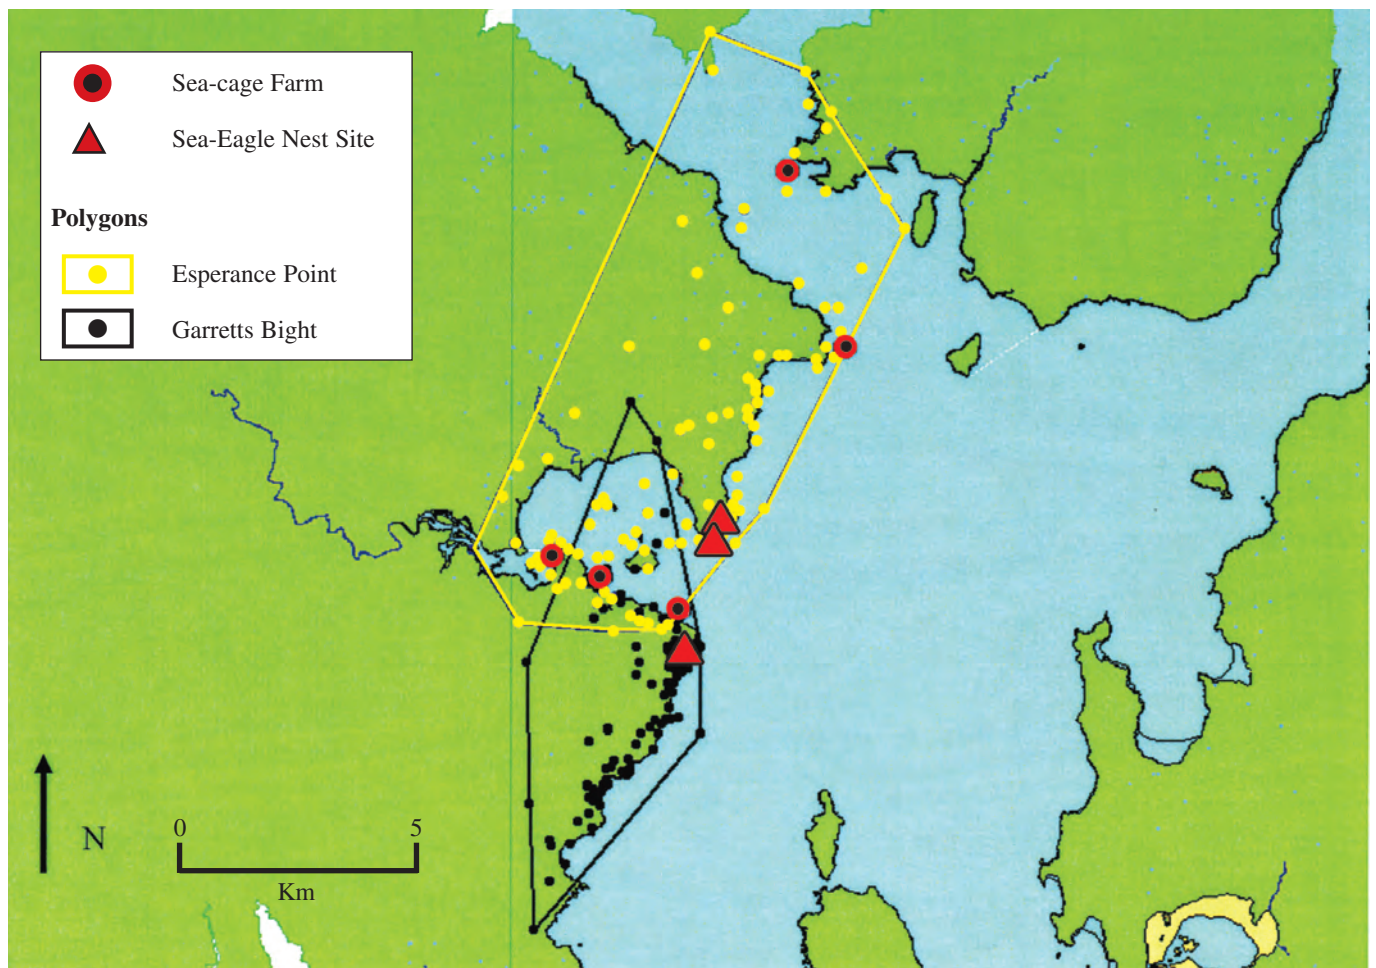 Sea-cage Farm
Sea-Eagle Nest Site
Polygons
Esperance Point
Garretts Bight
0 5
Km
N